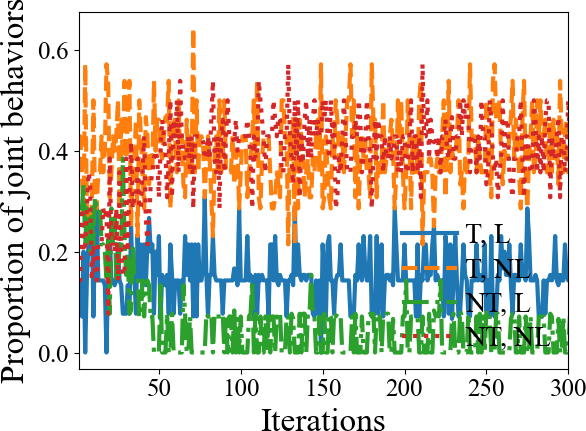 Proportion of joint behaviors
0.6
0.4
0.2
0.0
T, L
T, NL
NT, L
NT, NL
50
100
150
200
250
300
Iterations